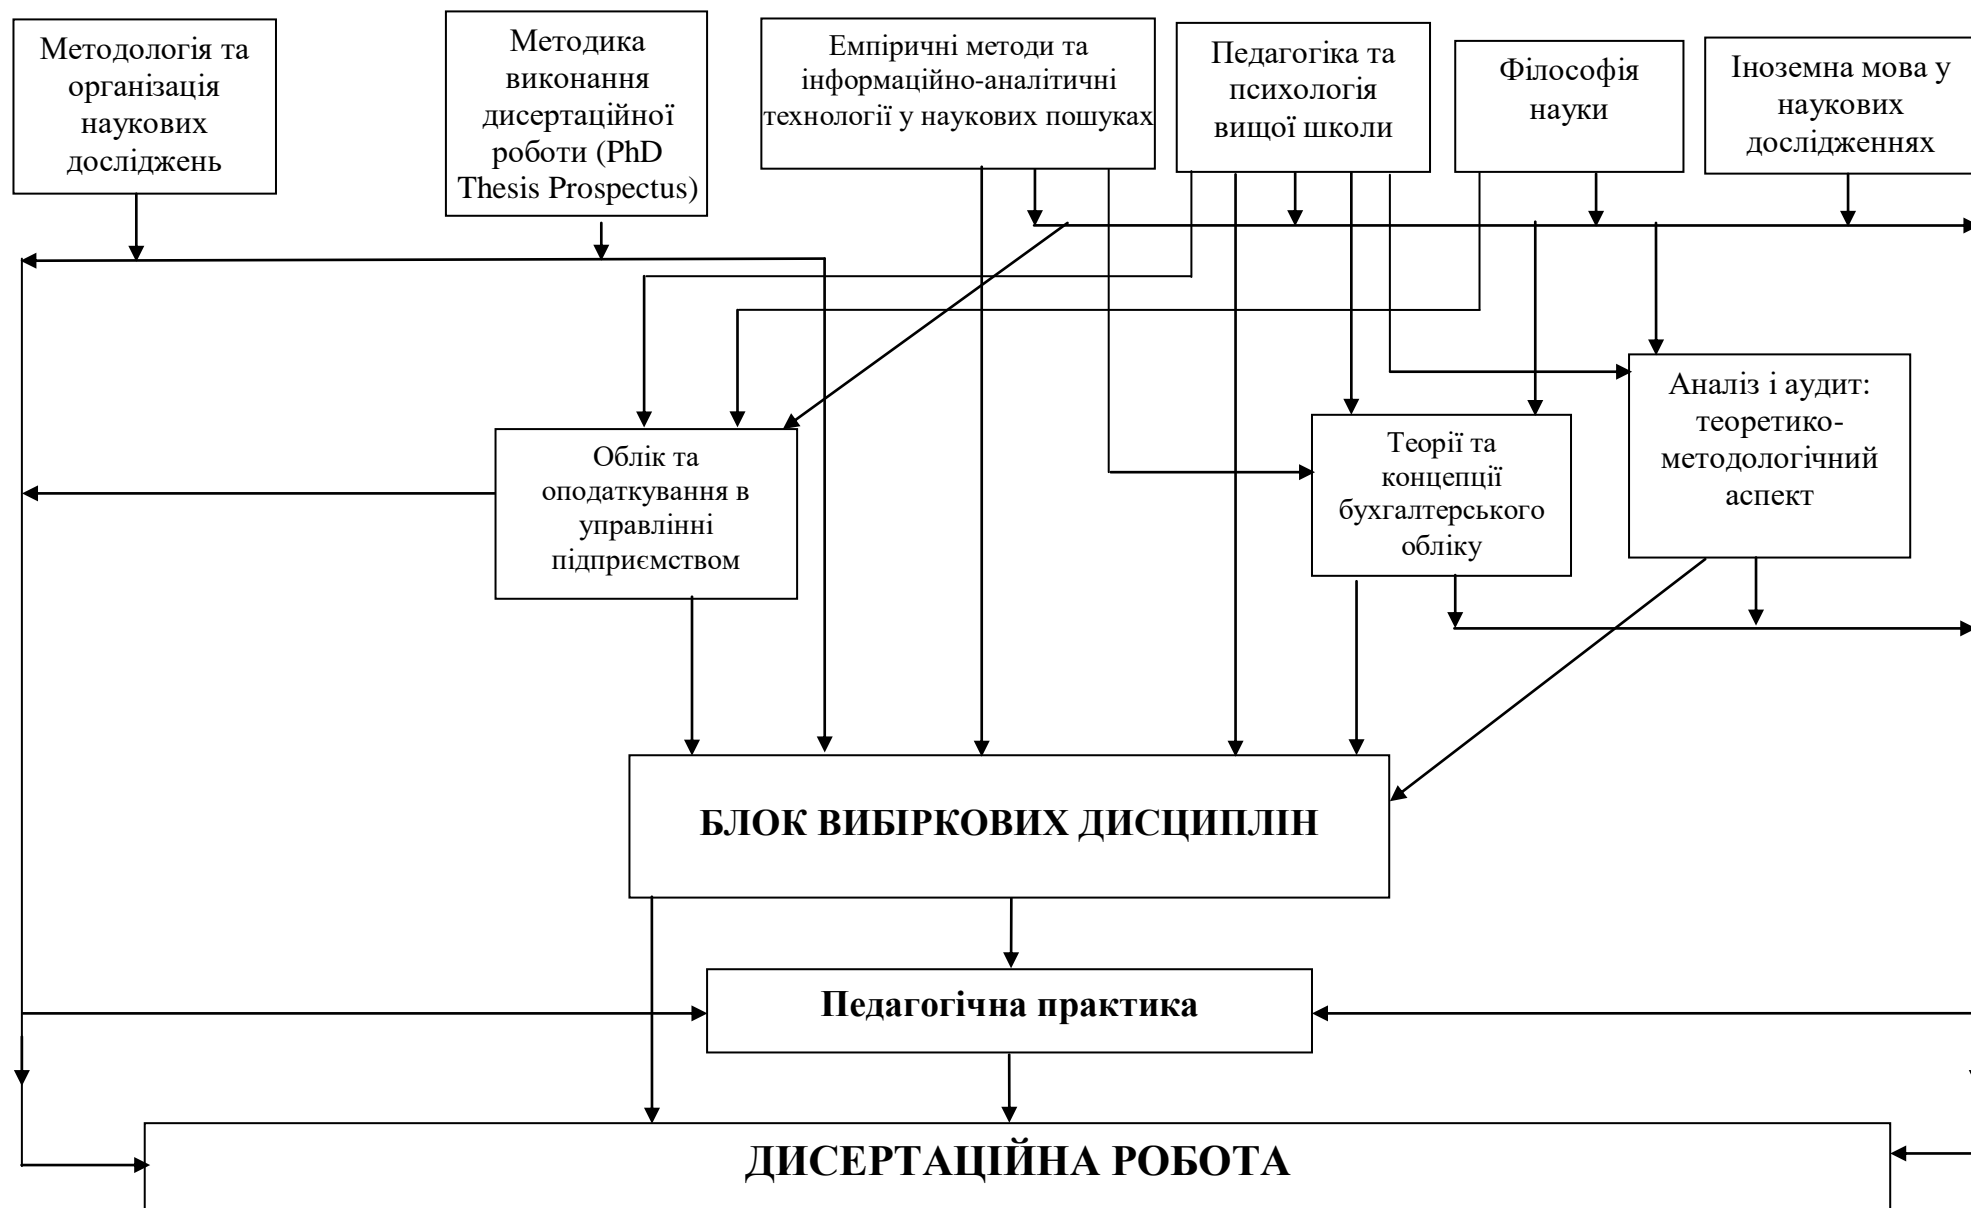 Методологія та
організація
наукових
досліджень
Методика
виконання
дисертаційної
роботи (PhD
Thesis Prospectus)
Емпіричні методи та
інформаційно-аналітичні
технології у наукових пошуках
Педагогіка та
психологія
вищої школи
Філософія
науки
Іноземна мова у
наукових
дослідженнях
Облік та
оподаткування в
управлінні
підприємством
Теорії та
концепції
бухгалтерського
обліку
Аналіз і аудит:
теоретико-
методологічний
аспект
БЛОК ВИБІРКОВИХ ДИСЦИПЛІН
Педагогічна практика
ДИСЕРТАЦІЙНА РОБОТА